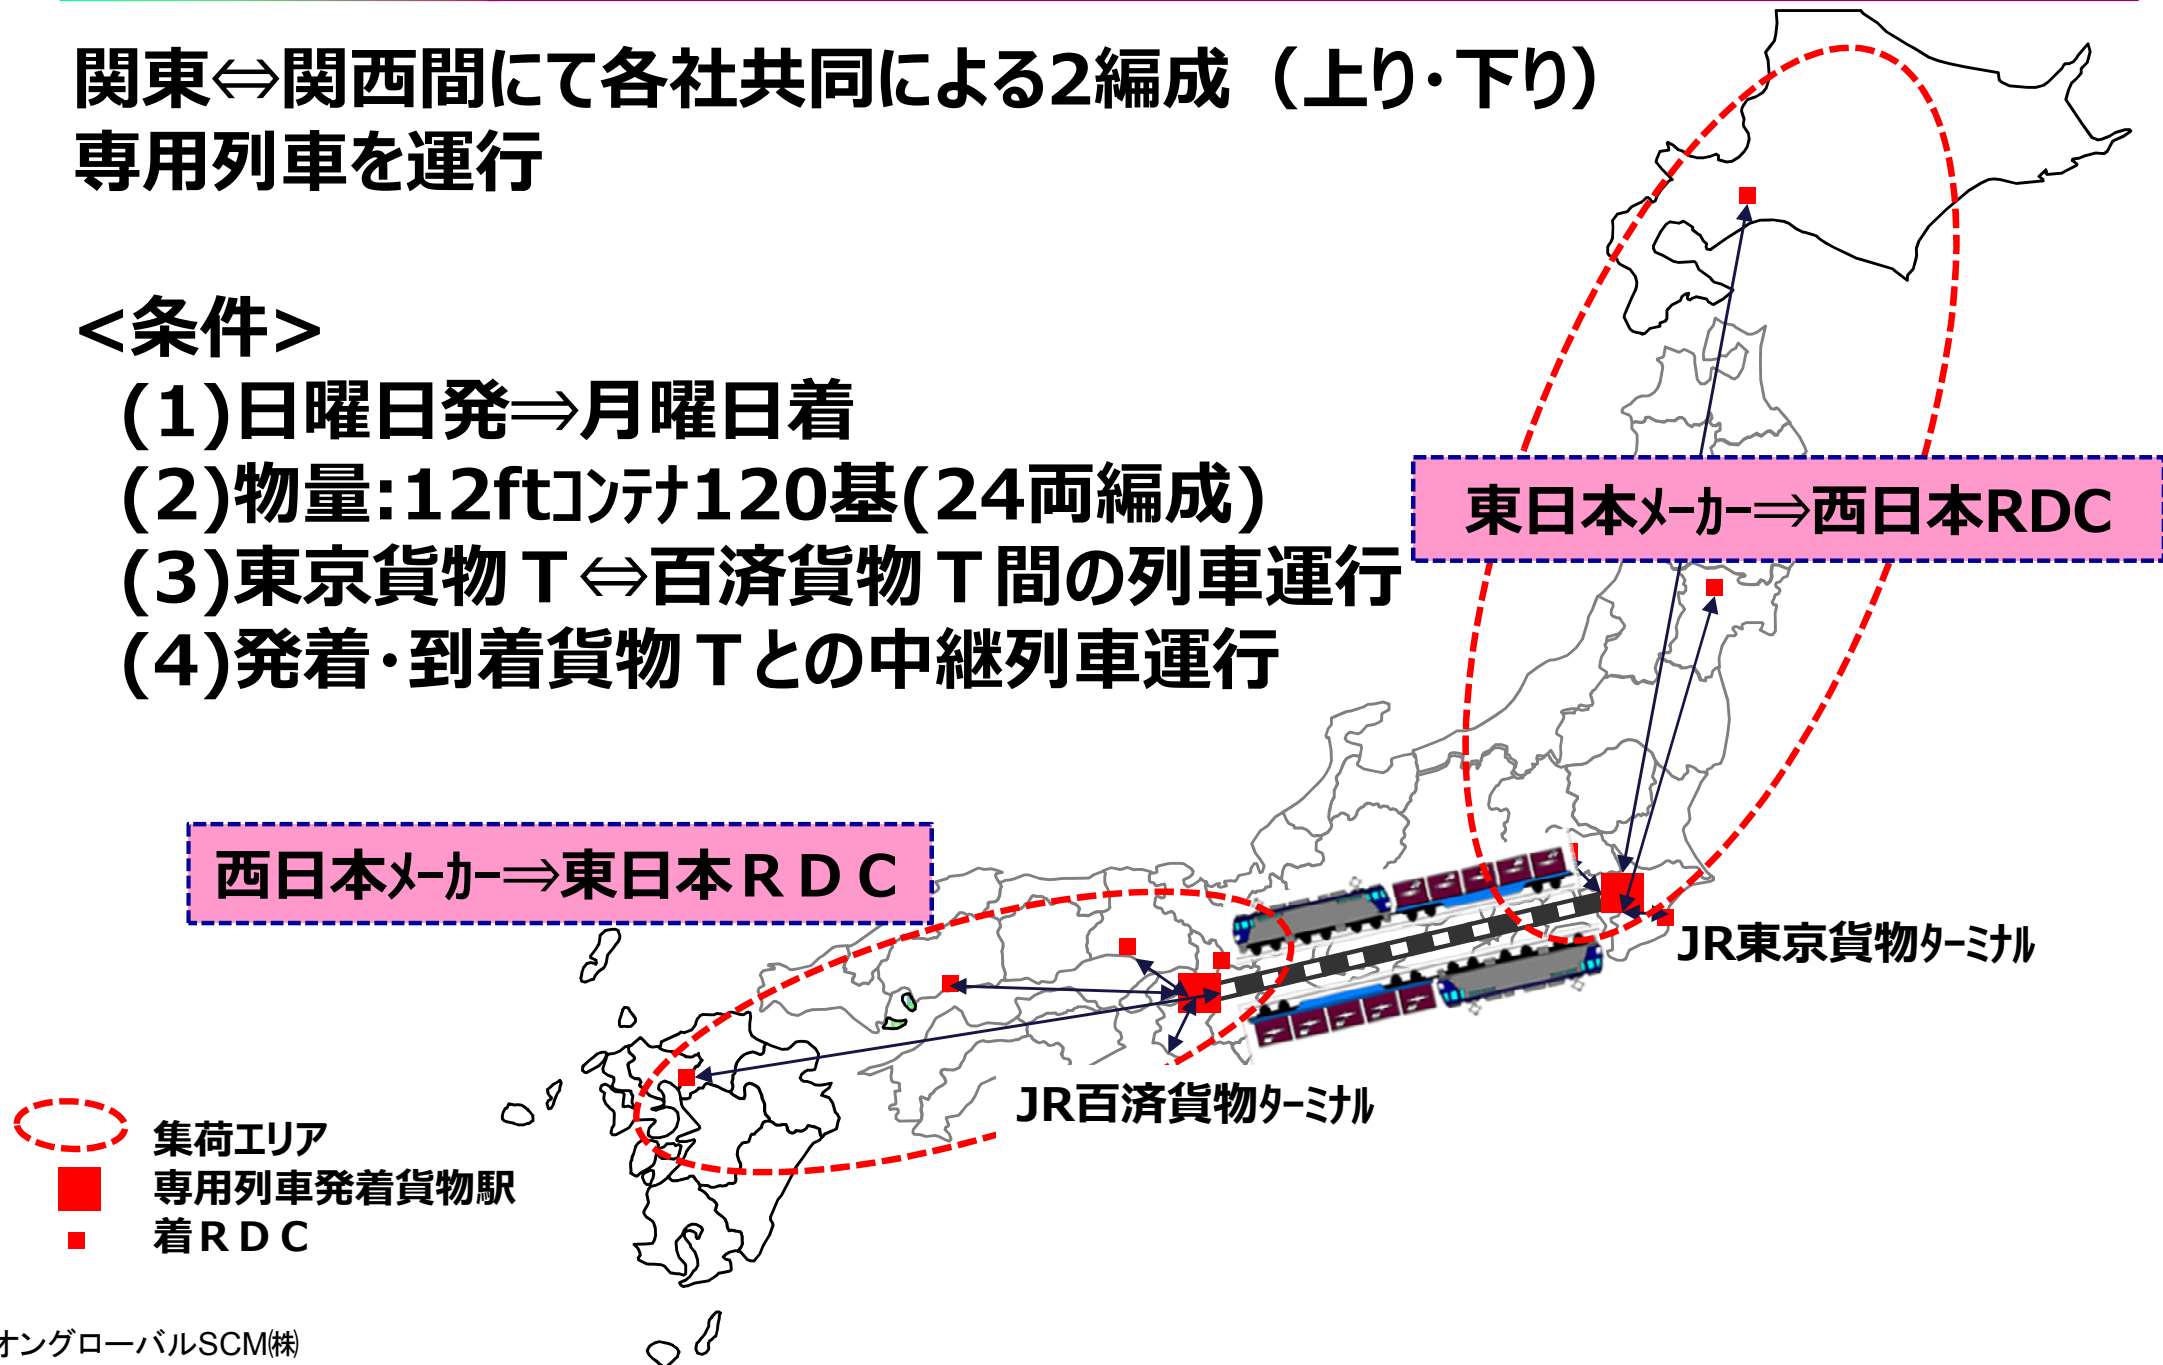 関東⇔関西間にて各社共同による2編成（上り・下り）
専用列車を運行
<条件>
(1)日曜日発⇒月曜日着
(2)物量:12ftｺﾝﾃﾅ120基(24両編成)
(3)東京貨物Ｔ⇔百済貨物Ｔ間の列車運行
(4)発着・到着貨物Ｔとの中継列車運行
東日本ﾒｰｶｰ⇒西日本RDC
西日本ﾒｰｶｰ⇒東日本ＲＤＣ
JR東京貨物ﾀｰﾐﾅﾙ
JR百済貨物ﾀｰﾐﾅﾙ
集荷エリア
専用列車発着貨物駅
着ＲＤＣ
オングローバルSCM㈱